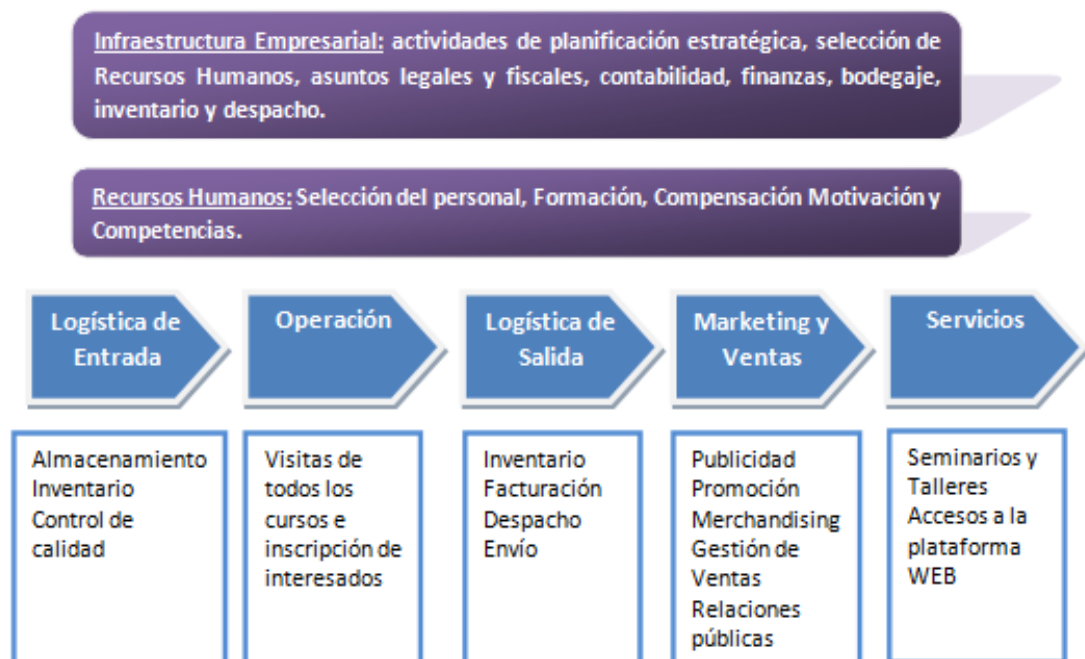 Infraestructura Empresarial: actividades de planificación estratégica, selección de
Recursos Humanos, asuntos legales y fiscales, contabilidad, finanzas, bodegaje,
inventario y despacho.
Recursos Humanos: Selección del personal, Formación, Compensación Motivación y
Competencias.
Logística de
Entrada
Operación
Logística de
Salida
Marketing y
Ventas
Servicios
Almacenamiento
Inventario
Control de
calidad
Visitas de
todos los
cursos e
inscripción de
interesados
Inventario
Facturación
Despacho
Envío
Publicidad
Promoción
Merchandising
Gestión de
Ventas
Relaciones
públicas
Seminarios y
Talleres
Accesos a la
plataforma
WEB